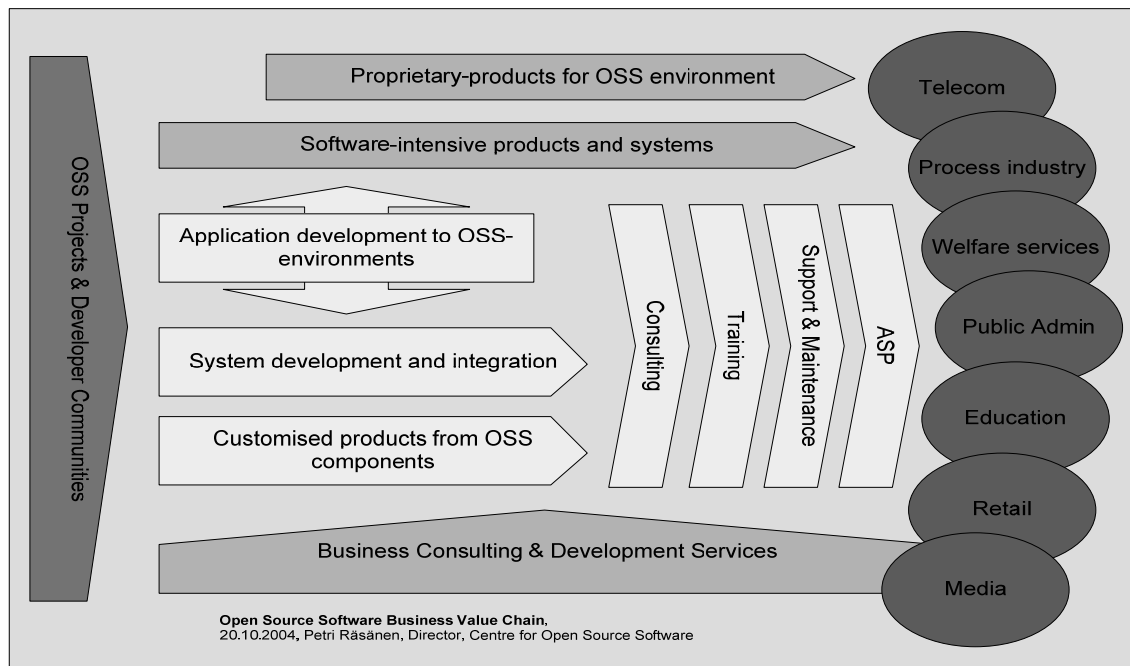 Proprietary-products for OSS environment
Software-intensive products and systems
OSS Projects & Developer Communities
Application development to OSS-
environments
System development and integration
Customised products from OSS
components
Consulting
Training
Support & Maintenance
ASP
Telecom
Process industry
Welfare services
Public Admin
Education
Retail
Media
Business Consulting & Development Services
Open Source Software Business Value Chain,
20.10.2004, Petri Räsänen, Director, Centre for Open Source Software